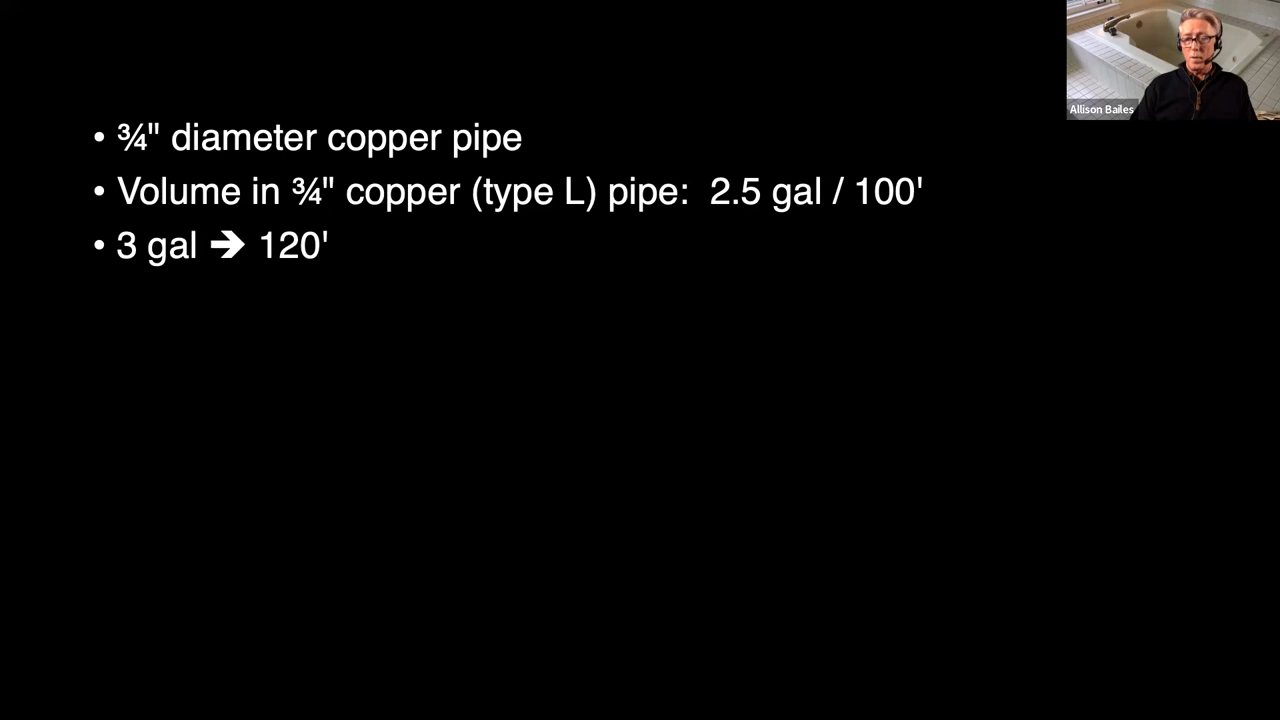 • ¾" diameter copper pipe
• Volume in ¾" copper (type L) pipe:  2.5 gal / 100'
• 3 gal ➔ 120'
Allison Bailes